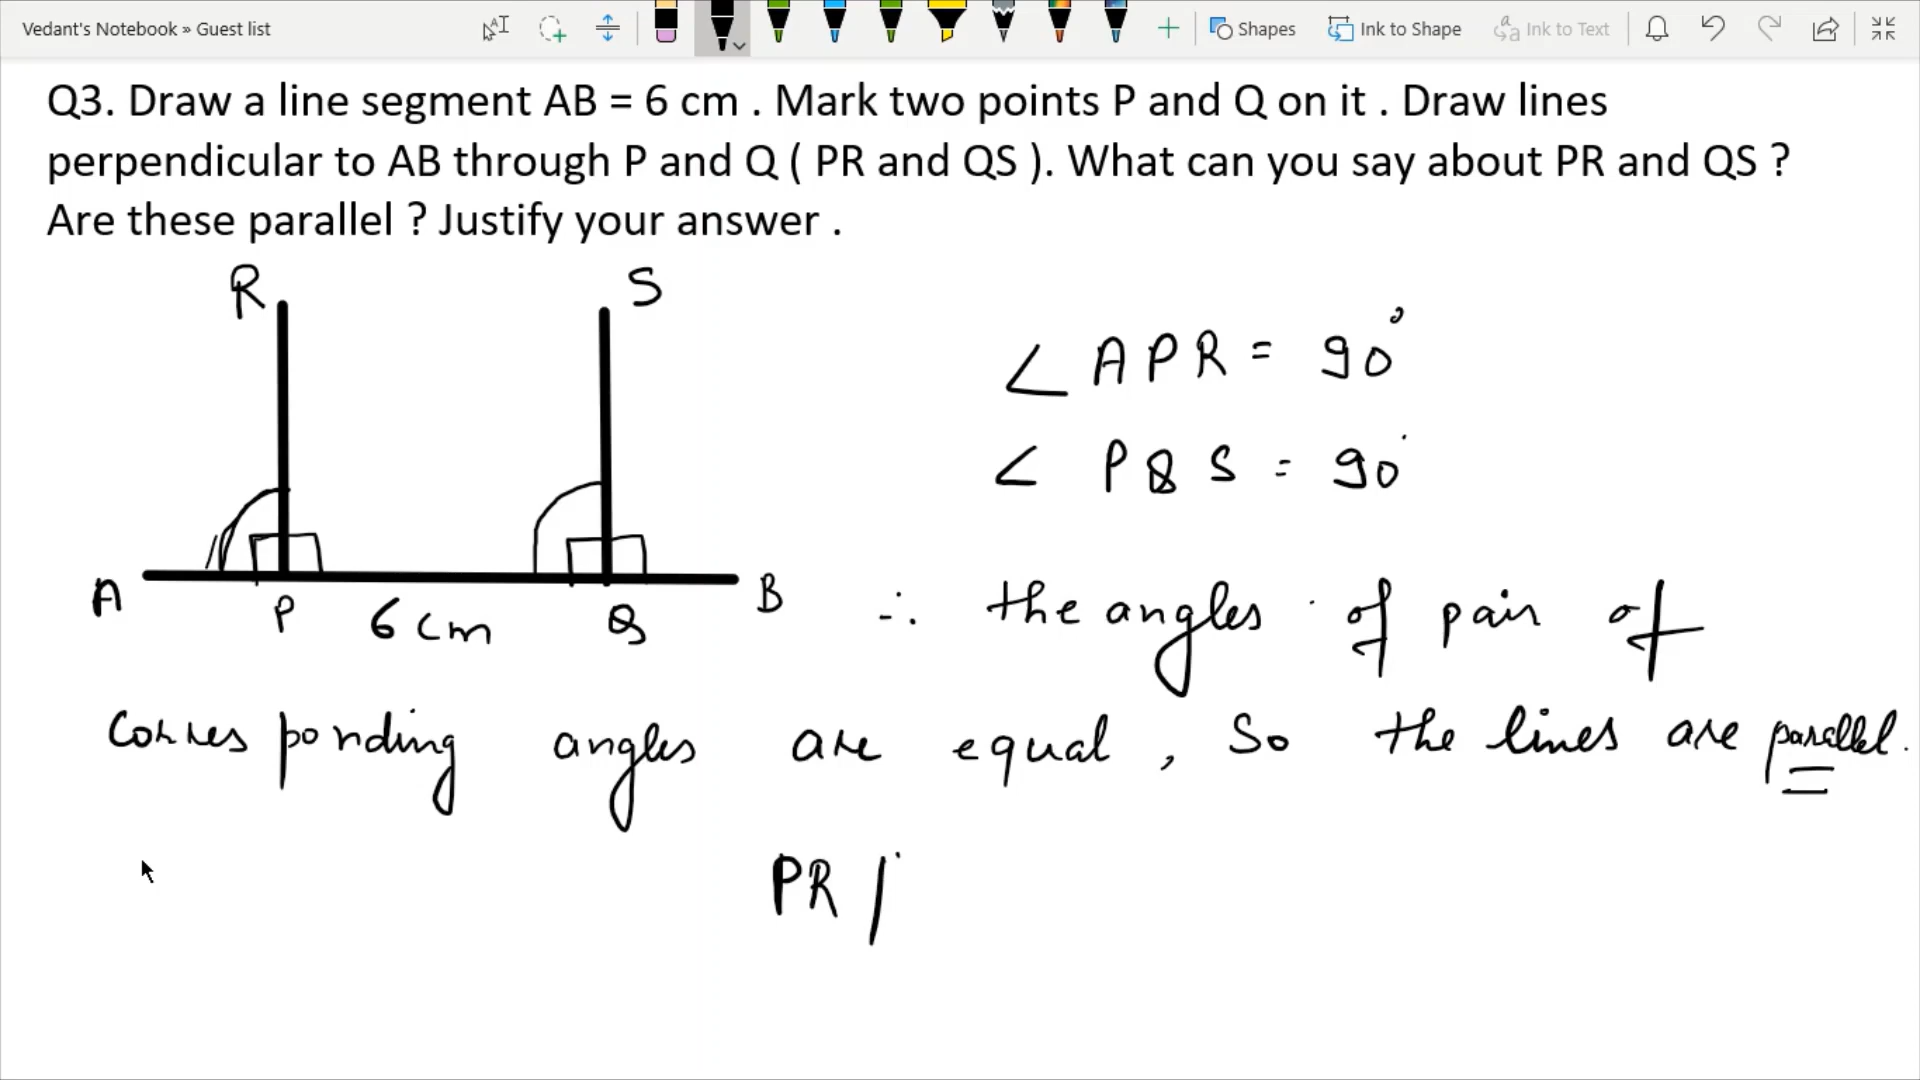 Vedant's Notebook » Guest list
Shapes
Ink to Shape
Ink to Text
Q3. Draw a line segment AB = 6 cm . Mark two points P and Q on it . Draw lines
perpendicular to AB through P and Q ( PR and QS ). What can you say about PR and QS ?
Are these parallel ? Justify your answer .
R
S
∠ APR = 90°
∠ PQS = 90°
A
P
6 cm
Q
B
∴ the angles of pair of
corresponding angles are equal , So the lines are parallel.
PR |